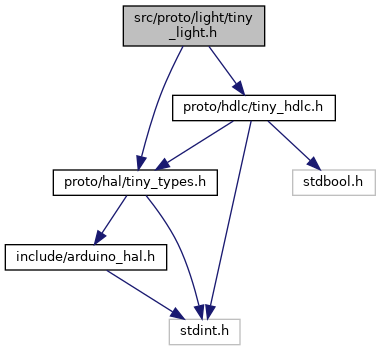 src/proto/light/tiny
_light.h
proto/hdlc/tiny_hdlc.h
proto/hal/tiny_types.h
stdbool.h
include/arduino_hal.h
stdint.h